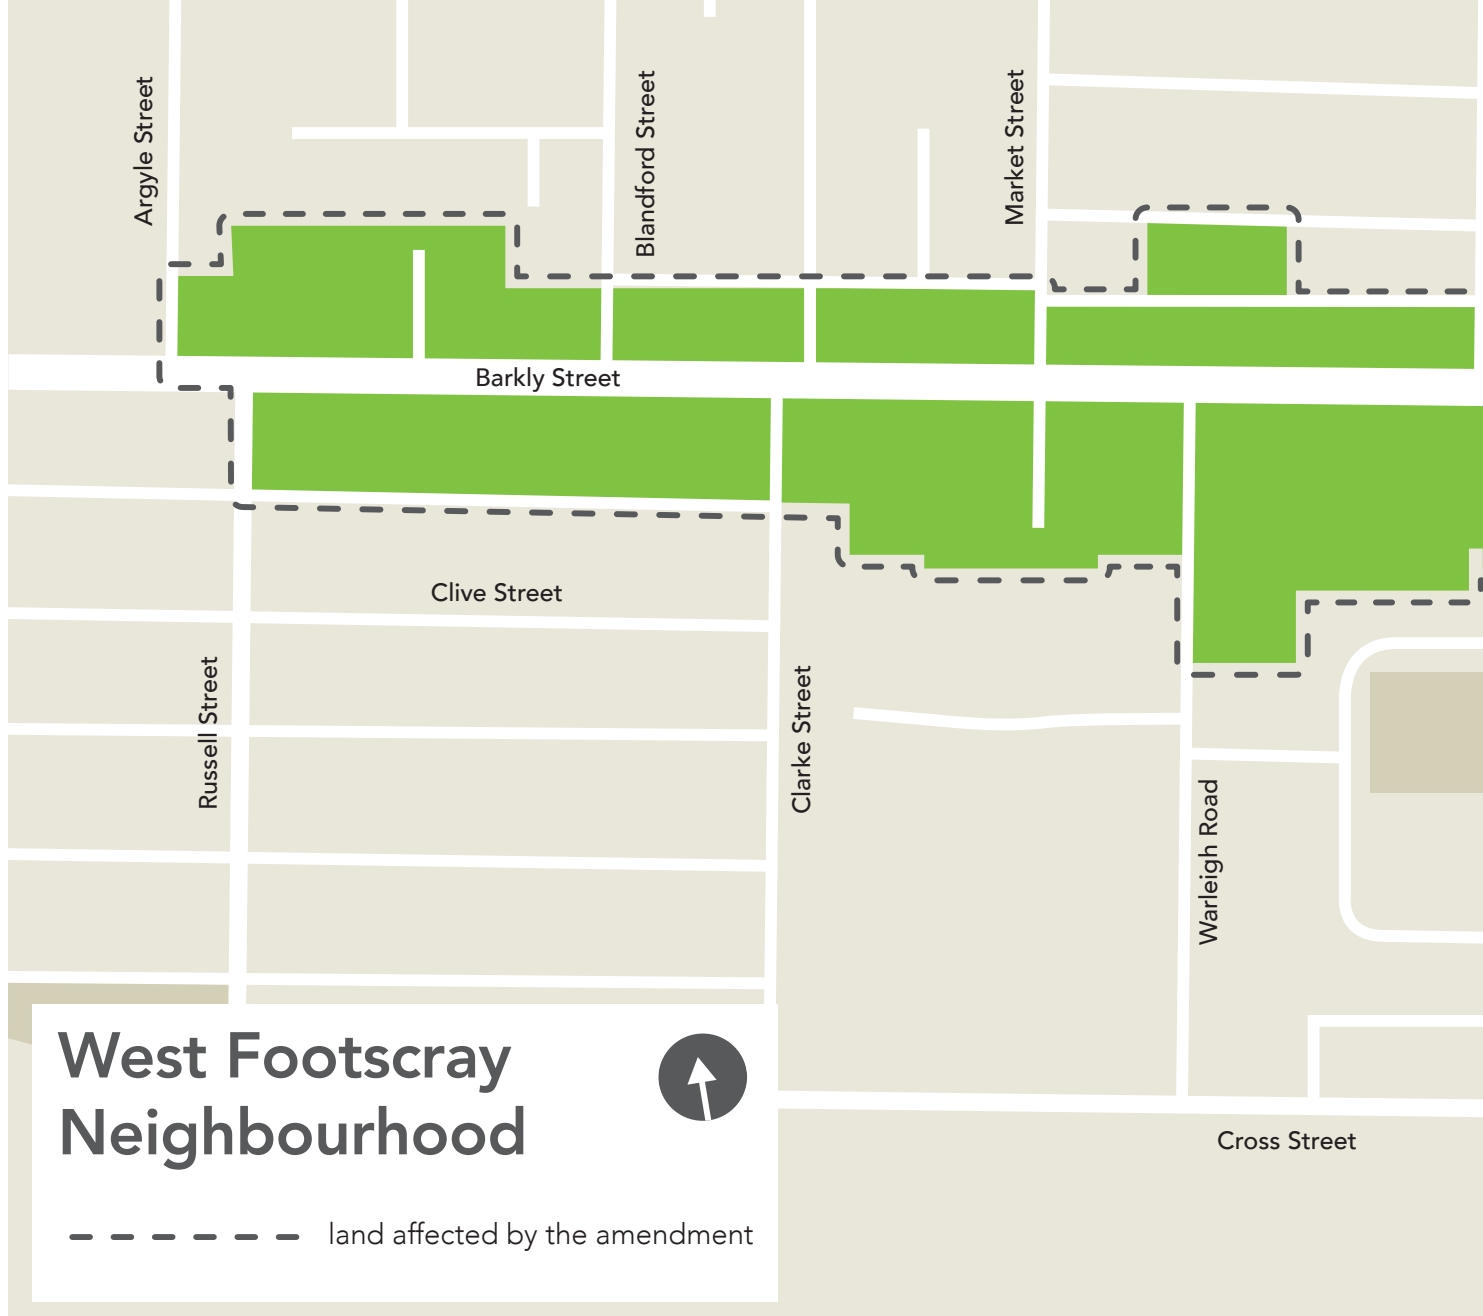 Argyle Street
Blandford Street
Market Street
Barkly Street
Clive Street
Russell Street
Clarke Street
Warleigh Road
Cross Street
West Footscray
Neighbourhood
land affected by the amendment